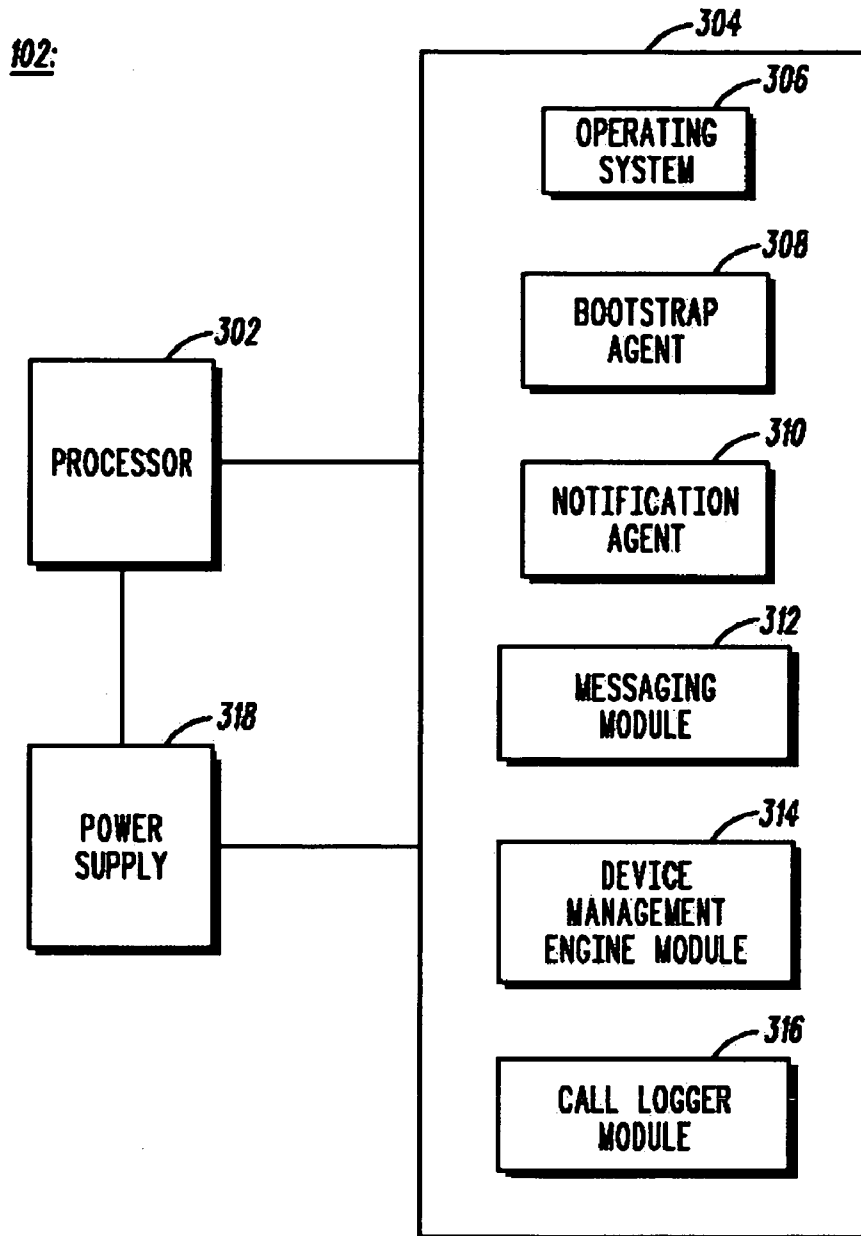 102:
304
306
OPERATING
SYSTEM
308
BOOTSTRAP
AGENT
302
PROCESSOR
310
NOTIFICATION
AGENT
312
MESSAGING
MODULE
318
POWER
SUPPLY
314
DEVICE
MANAGEMENT
ENGINE MODULE
316
CALL LOGGER
MODULE